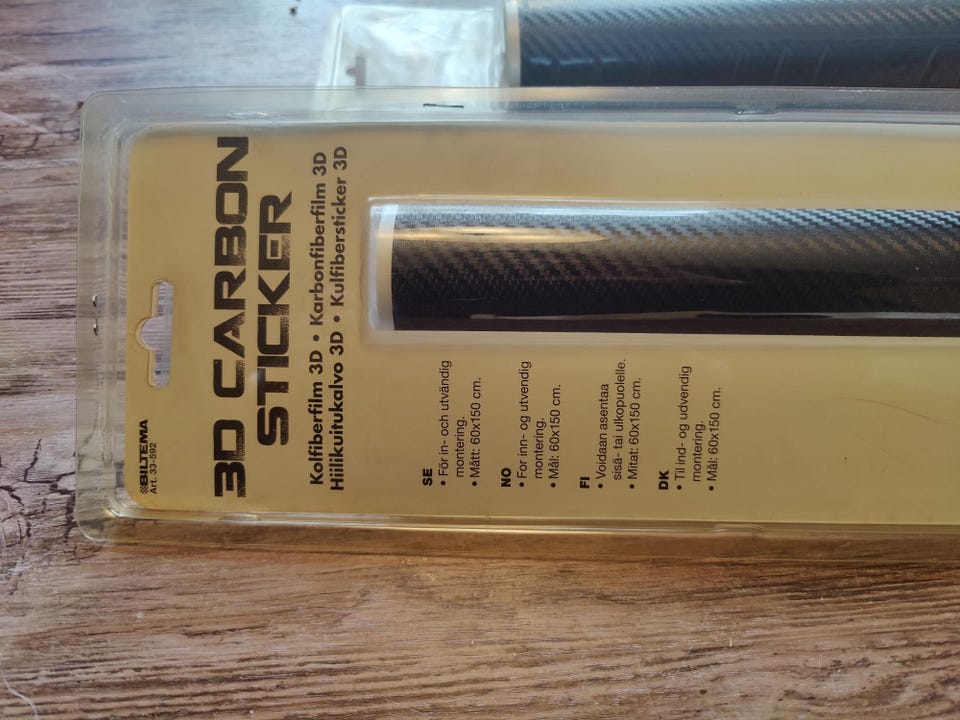 BILTEMA
Art. 33-592
3D CARBON
STICKER
Kolfiberfilm 3D • Karbonfiberfilm 3D
Hiilikuitukalvo 3D • Kulfibersticker 3D
SE
• För in- och utvändig
montering.
• Mått: 60x150 cm.
NO
• For inn- og utvendig
montering.
• Mål: 60x150 cm.
FI
• Voidaan asentaa
sisä- tai ulkopuolelle.
• Mitat: 60x150 cm.
DK
• Til ind- og udvendig
montering.
• Mål: 60x150 cm.